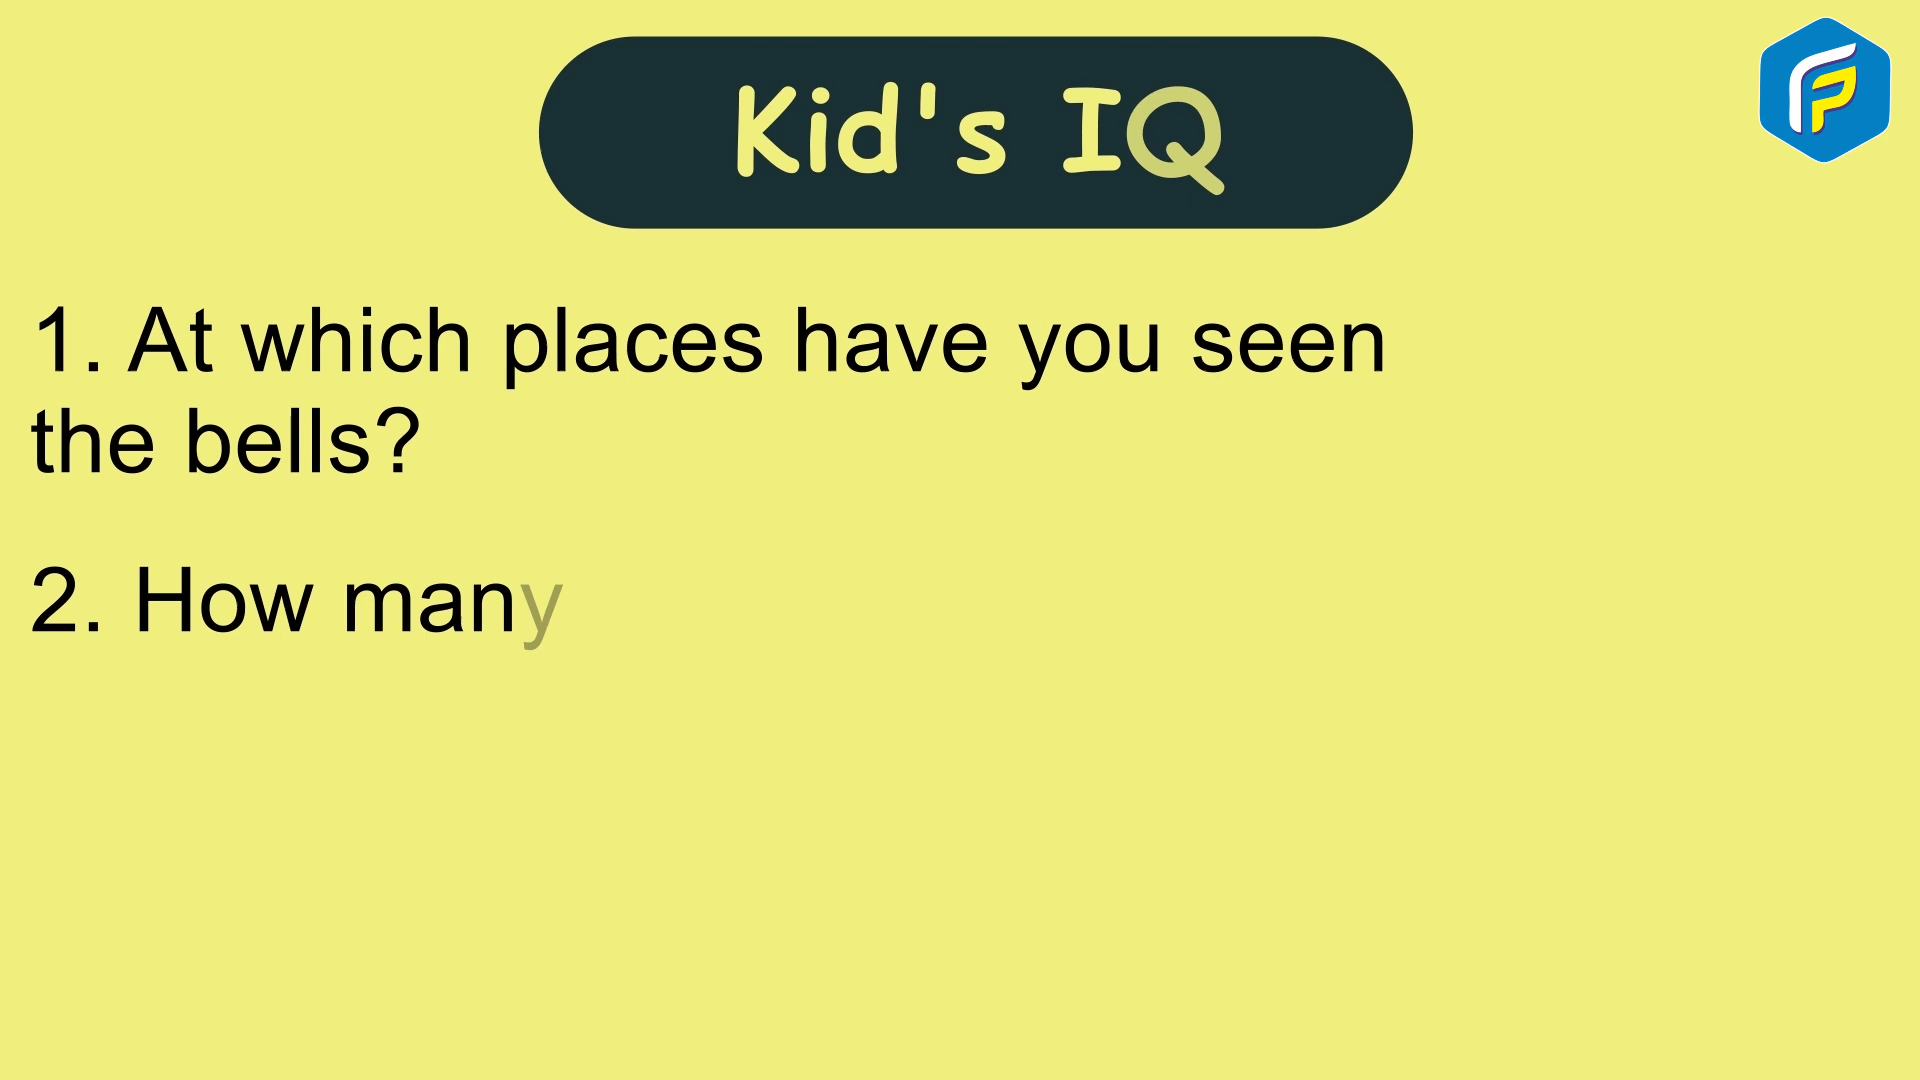 Kid's IQ
1. At which places have you seen
the bells?
2. How many